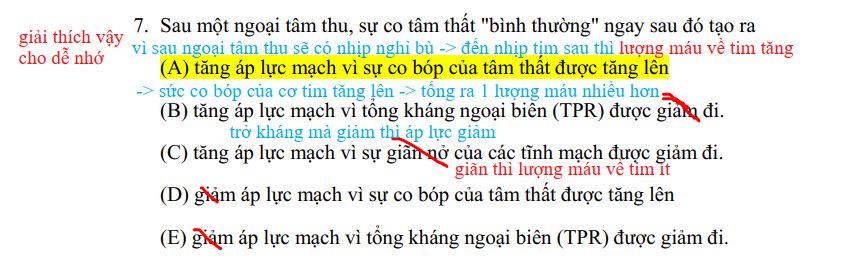 7. Sau một ngoại tâm thu, sự co tâm thất "bình thường" ngay sau đó tạo ra
giải thích vậy
cho dễ nhớ
vì sau ngoại tâm thu sẽ có nhịp nghỉ bù -> đến nhịp tim sau thì lượng máu về tim tăng
(A) tăng áp lực mạch vì sự co bóp của tâm thất được tăng lên
-> sức co bóp của cơ tim tăng lên -> tống ra 1 lượng máu nhiều hơn
(B) tăng áp lực mạch vì tổng kháng ngoại biên (TPR) được giảm đi.
trở kháng mà giảm thì áp lực giảm
(C) tăng áp lực mạch vì sự giãn nở của các tĩnh mạch được giảm đi.
giãn thì lượng máu về tim ít
(D) giảm áp lực mạch vì sự co bóp của tâm thất được tăng lên
(E) giảm áp lực mạch vì tổng kháng ngoại biên (TPR) được giảm đi.